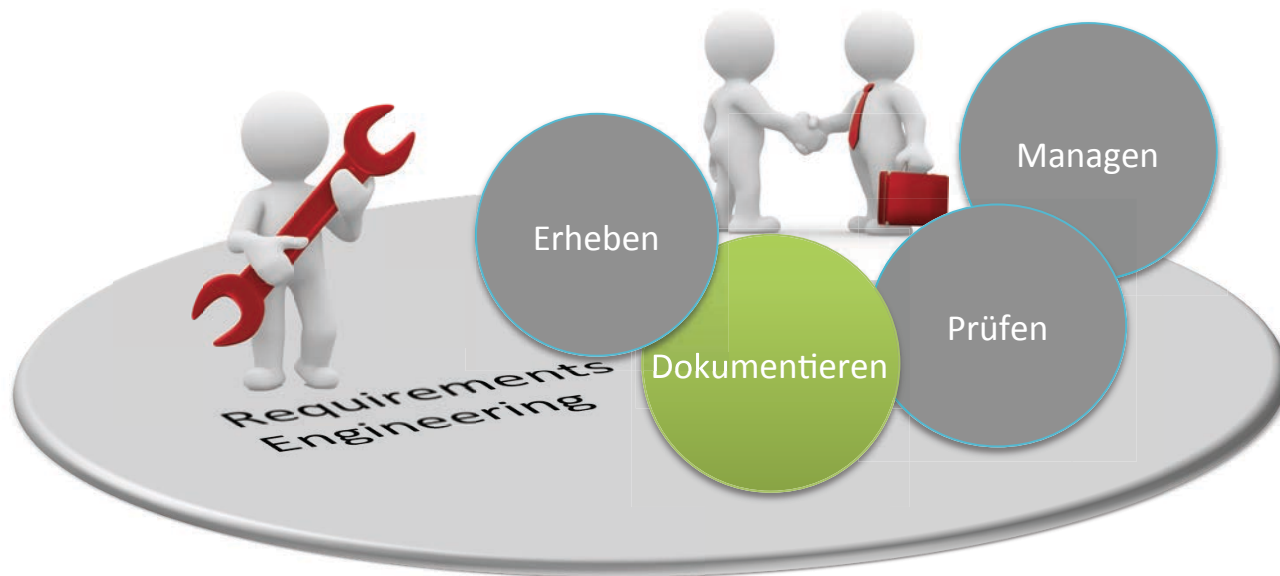 Managen
Erheben
Prüfen
Dokumentieren
Requirements
Engineering